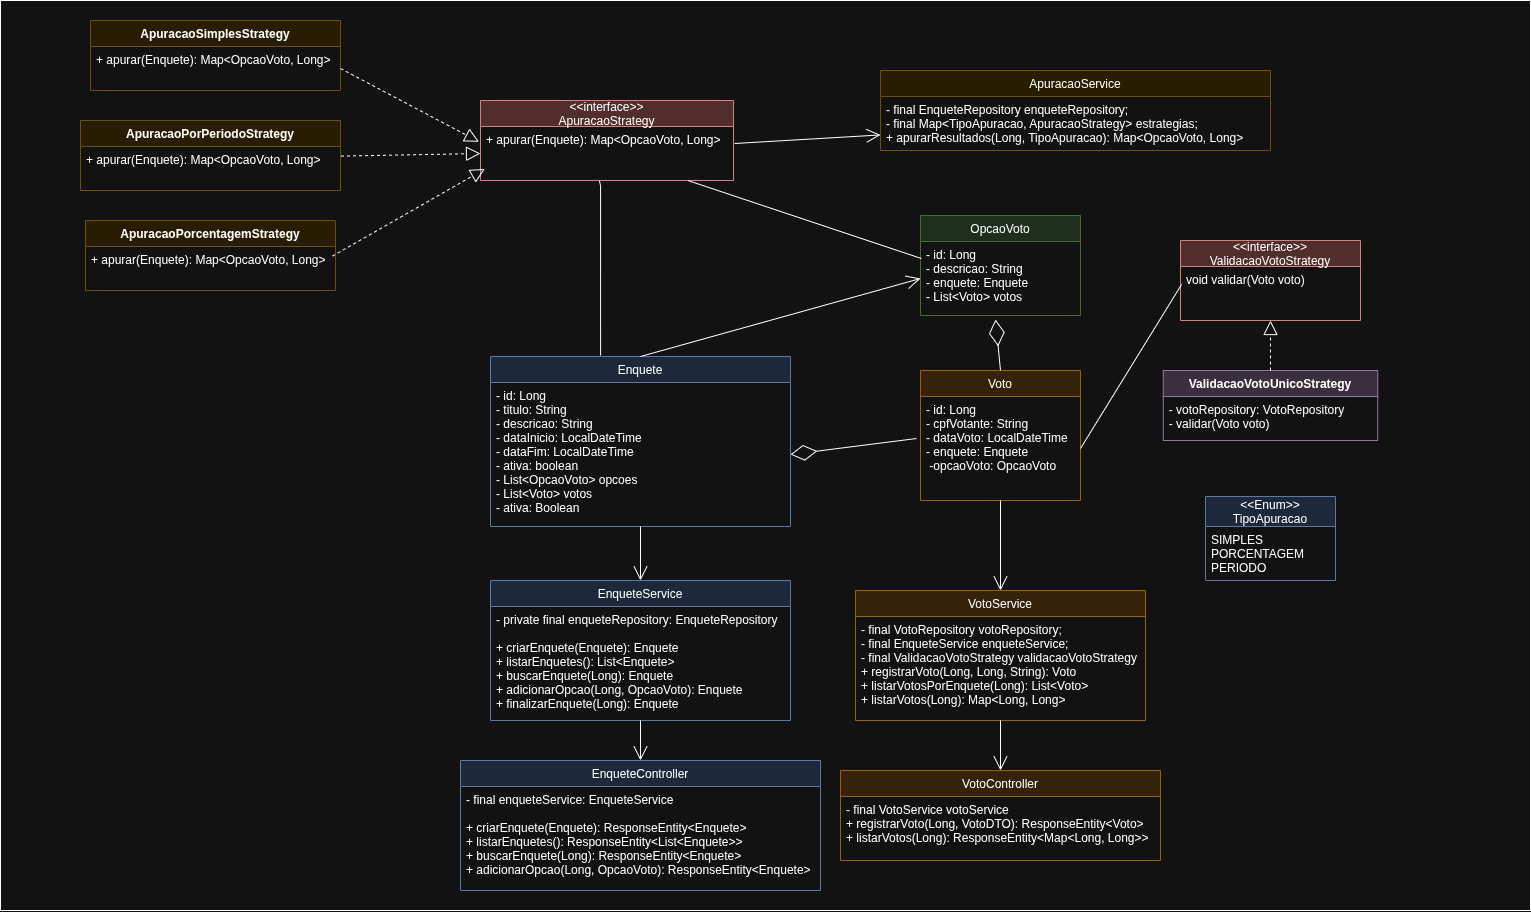 ApuracaoSimplesStrategy
+ apurar(Enquete): Map<OpcaoVoto, Long>
ApuracaoPorPeriodoStrategy
+ apurar(Enquete): Map<OpcaoVoto, Long>
ApuracaoPorcentagemStrategy
+ apurar(Enquete): Map<OpcaoVoto, Long>
<<interface>>
ApuracaoStrategy
+ apurar(Enquete): Map<OpcaoVoto, Long>
ApuracaoService
- final EnqueteRepository enqueteRepository;
- final Map<TipoApuracao, ApuracaoStrategy> estrategias;
+ apurarResultados(Long, TipoApuracao): Map<OpcaoVoto, Long>
OpcaoVoto
- id: Long
- descricao: String
- enquete: Enquete
- List<Voto> votos
<<interface>>
ValidacaoVotoStrategy
void validar(Voto voto)
Enquete
- id: Long
- titulo: String
- descricao: String
- dataInicio: LocalDateTime
- dataFim: LocalDateTime
- ativa: boolean
- List<OpcaoVoto> opcoes
- List<Voto> votos
- ativa: Boolean
Voto
- id: Long
- cpfVotante: String
- dataVoto: LocalDateTime
- enquete: Enquete
-opcaoVoto: OpcaoVoto
ValidacaoVotoUnicoStrategy
- votoRepository: VotoRepository
- validar(Voto voto)
<<Enum>>
TipoApuracao
SIMPLES
PORCENTAGEM
PERIODO
EnqueteService
- private final enqueteRepository: EnqueteRepository
+ criarEnquete(Enquete): Enquete
+ listarEnquetes(): List<Enquete>
+ buscarEnquete(Long): Enquete
+ adicionarOpcao(Long, OpcaoVoto): Enquete
+ finalizarEnquete(Long): Enquete
VotoService
- final VotoRepository votoRepository;
- final EnqueteService enqueteService;
- final ValidacaoVotoStrategy validacaoVotoStrategy
+ registrarVoto(Long, Long, String): Voto
+ listarVotosPorEnquete(Long): List<Voto>
+ listarVotos(Long): Map<Long, Long>
EnqueteController
- final enqueteService: EnqueteService
+ criarEnquete(Enquete): ResponseEntity<Enquete>
+ listarEnquetes(): ResponseEntity<List<Enquete>>
+ buscarEnquete(Long): ResponseEntity<Enquete>
+ adicionarOpcao(Long, OpcaoVoto): ResponseEntity<Enquete>
VotoController
- final VotoService votoService
+ registrarVoto(Long, VotoDTO): ResponseEntity<Voto>
+ listarVotos(Long): ResponseEntity<Map<Long, Long>>